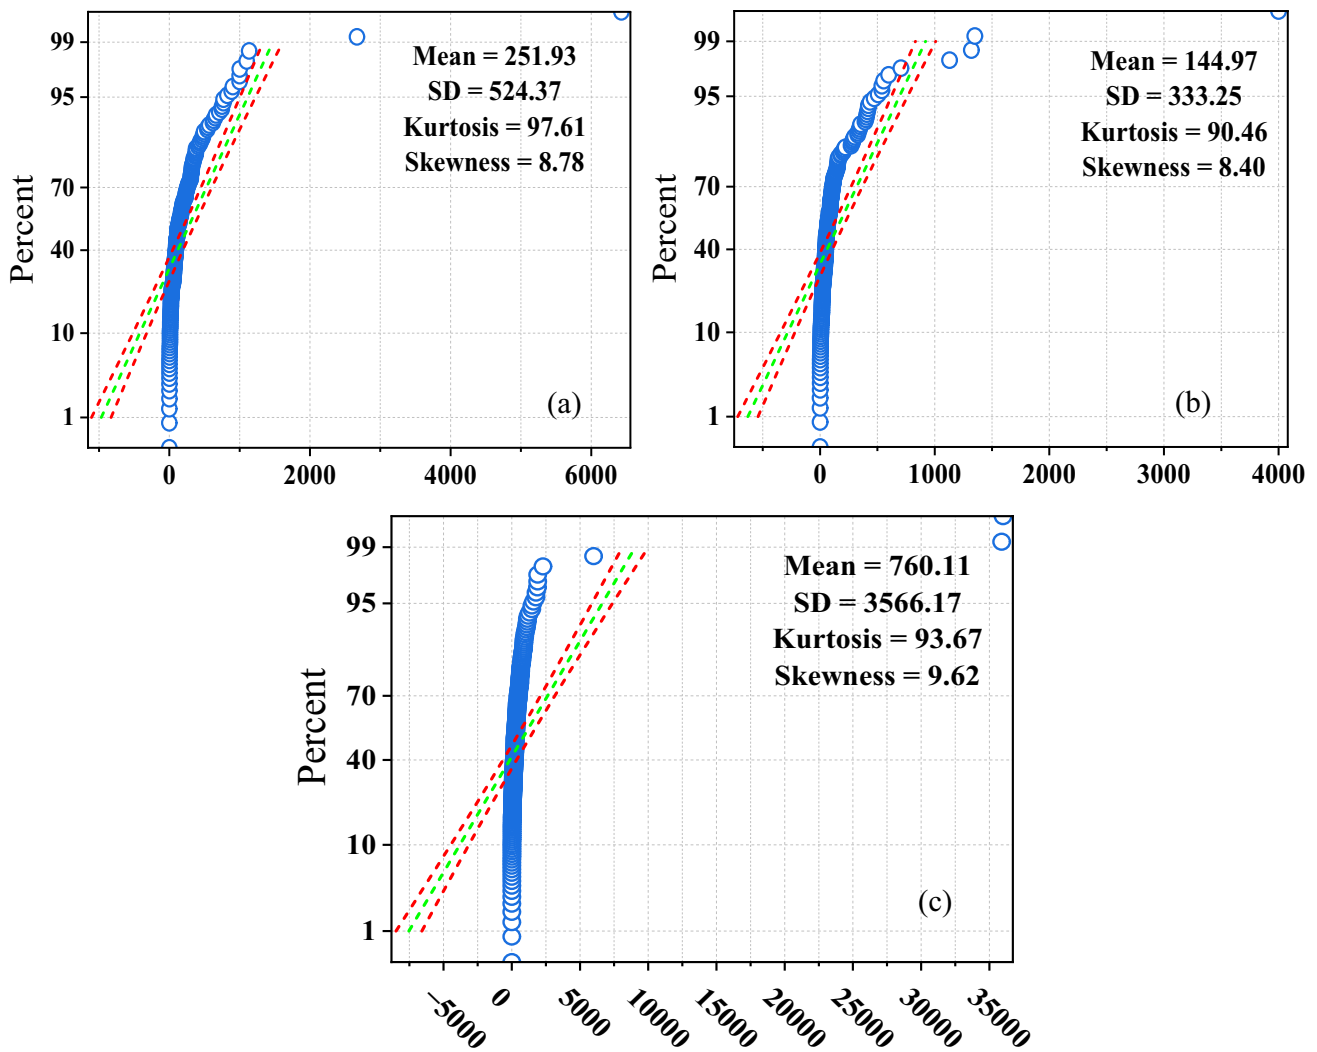 99
95
70
40
10
1
Percent
Mean = 251.93
SD = 524.37
Kurtosis = 97.61
Skewness = 8.78
(a)
0 2000 4000 6000
99
95
70
40
10
1
Percent
Mean = 144.97
SD = 333.25
Kurtosis = 90.46
Skewness = 8.40
(b)
0 1000 2000 3000 4000
99
95
70
40
10
1
Percent
Mean = 760.11
SD = 3566.17
Kurtosis = 93.67
Skewness = 9.62
(c)
−5000 0 5000 10000 15000 20000 25000 30000 35000